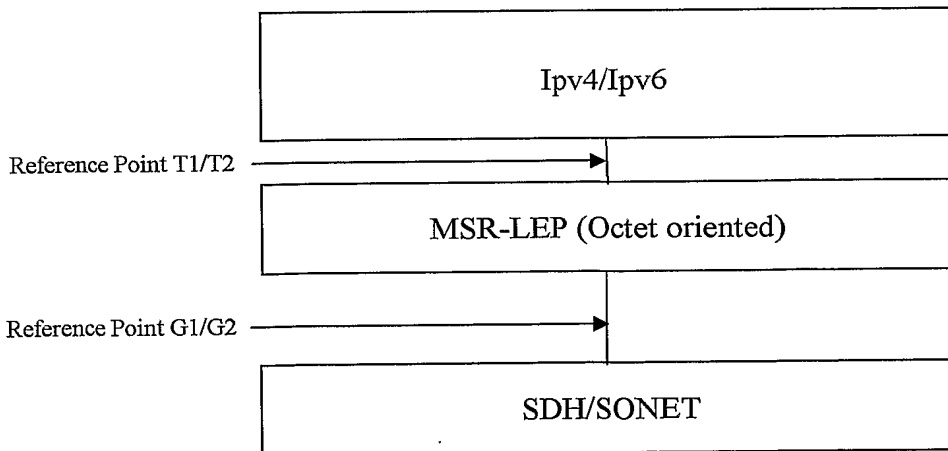 Ipv4/Ipv6
Reference Point T1/T2
MSR-LEP (Octet oriented)
Reference Point G1/G2
SDH/SONET